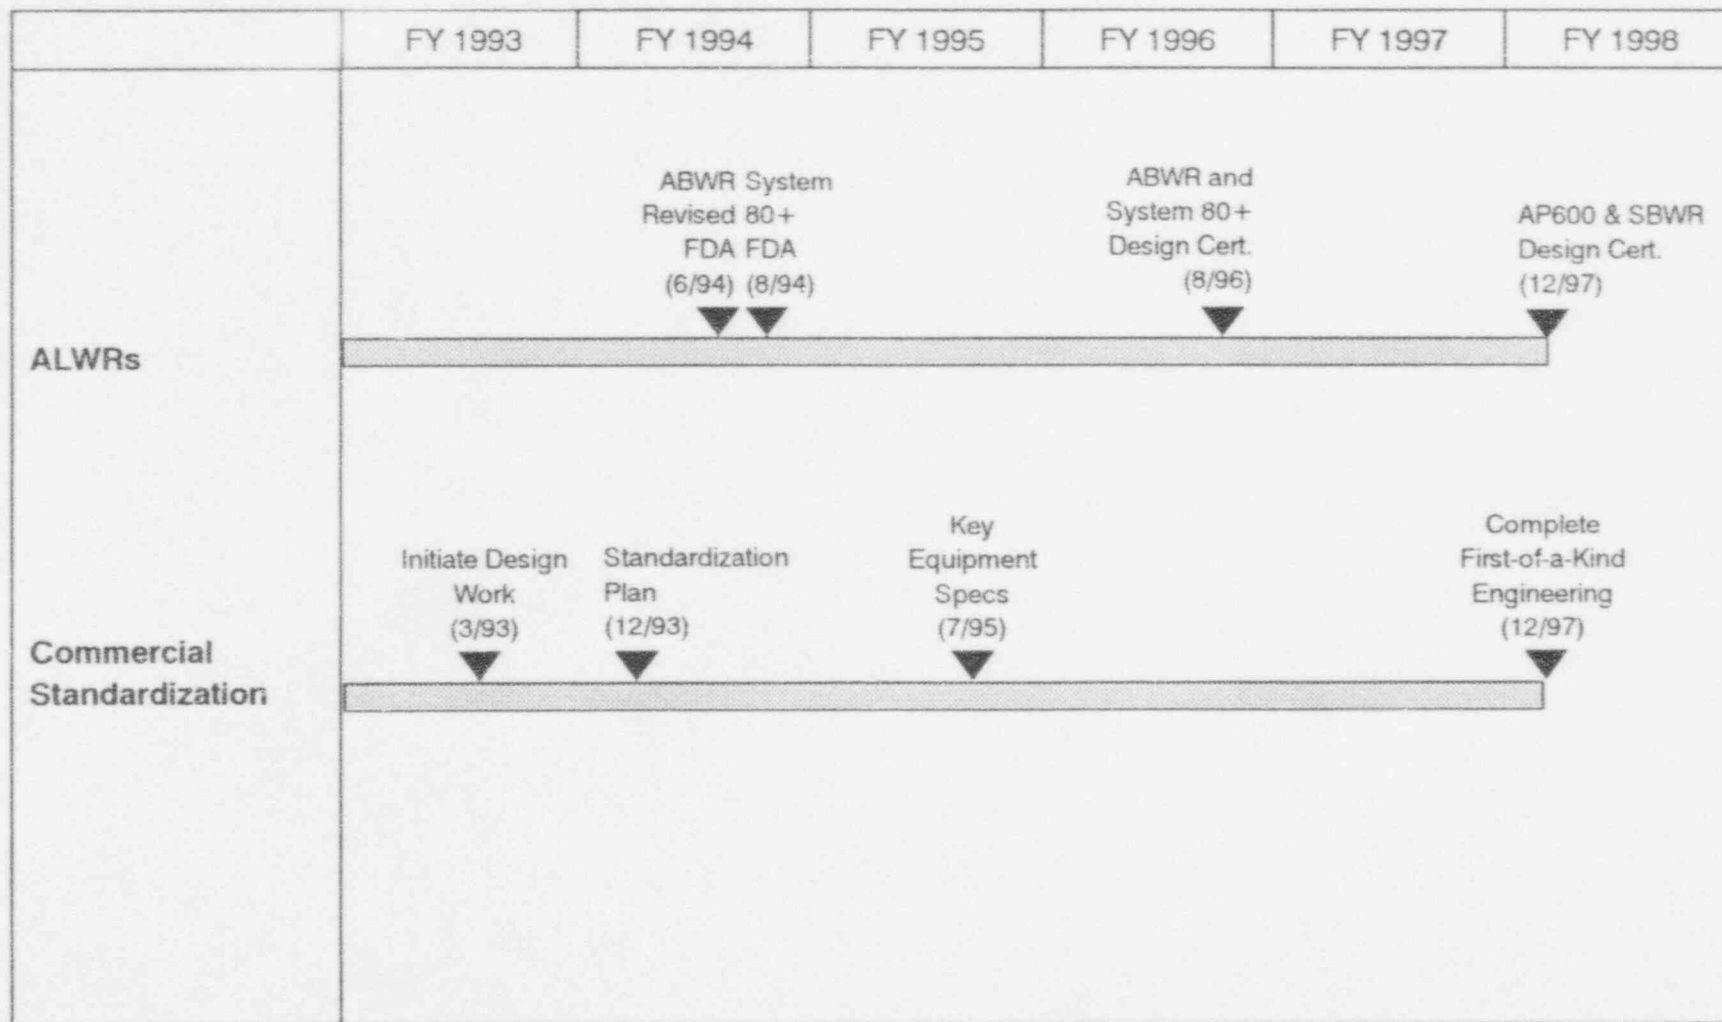 FY 1993 FY 1994 FY 1995 FY 1996 FY 1997 FY 1998
ALWRs
ABWR
Revised
FDA
(6/94)
System
80+
FDA
(8/94)
ABWR and
System 80+
Design Cert.
(8/96)
AP600 & SBWR
Design Cert.
(12/97)
Commercial
Standardization
Initiate Design
Work
(3/93)
Standardization
Plan
(12/93)
Key
Equipment
Specs
(7/95)
Complete
First-of-a-Kind
Engineering
(12/97)